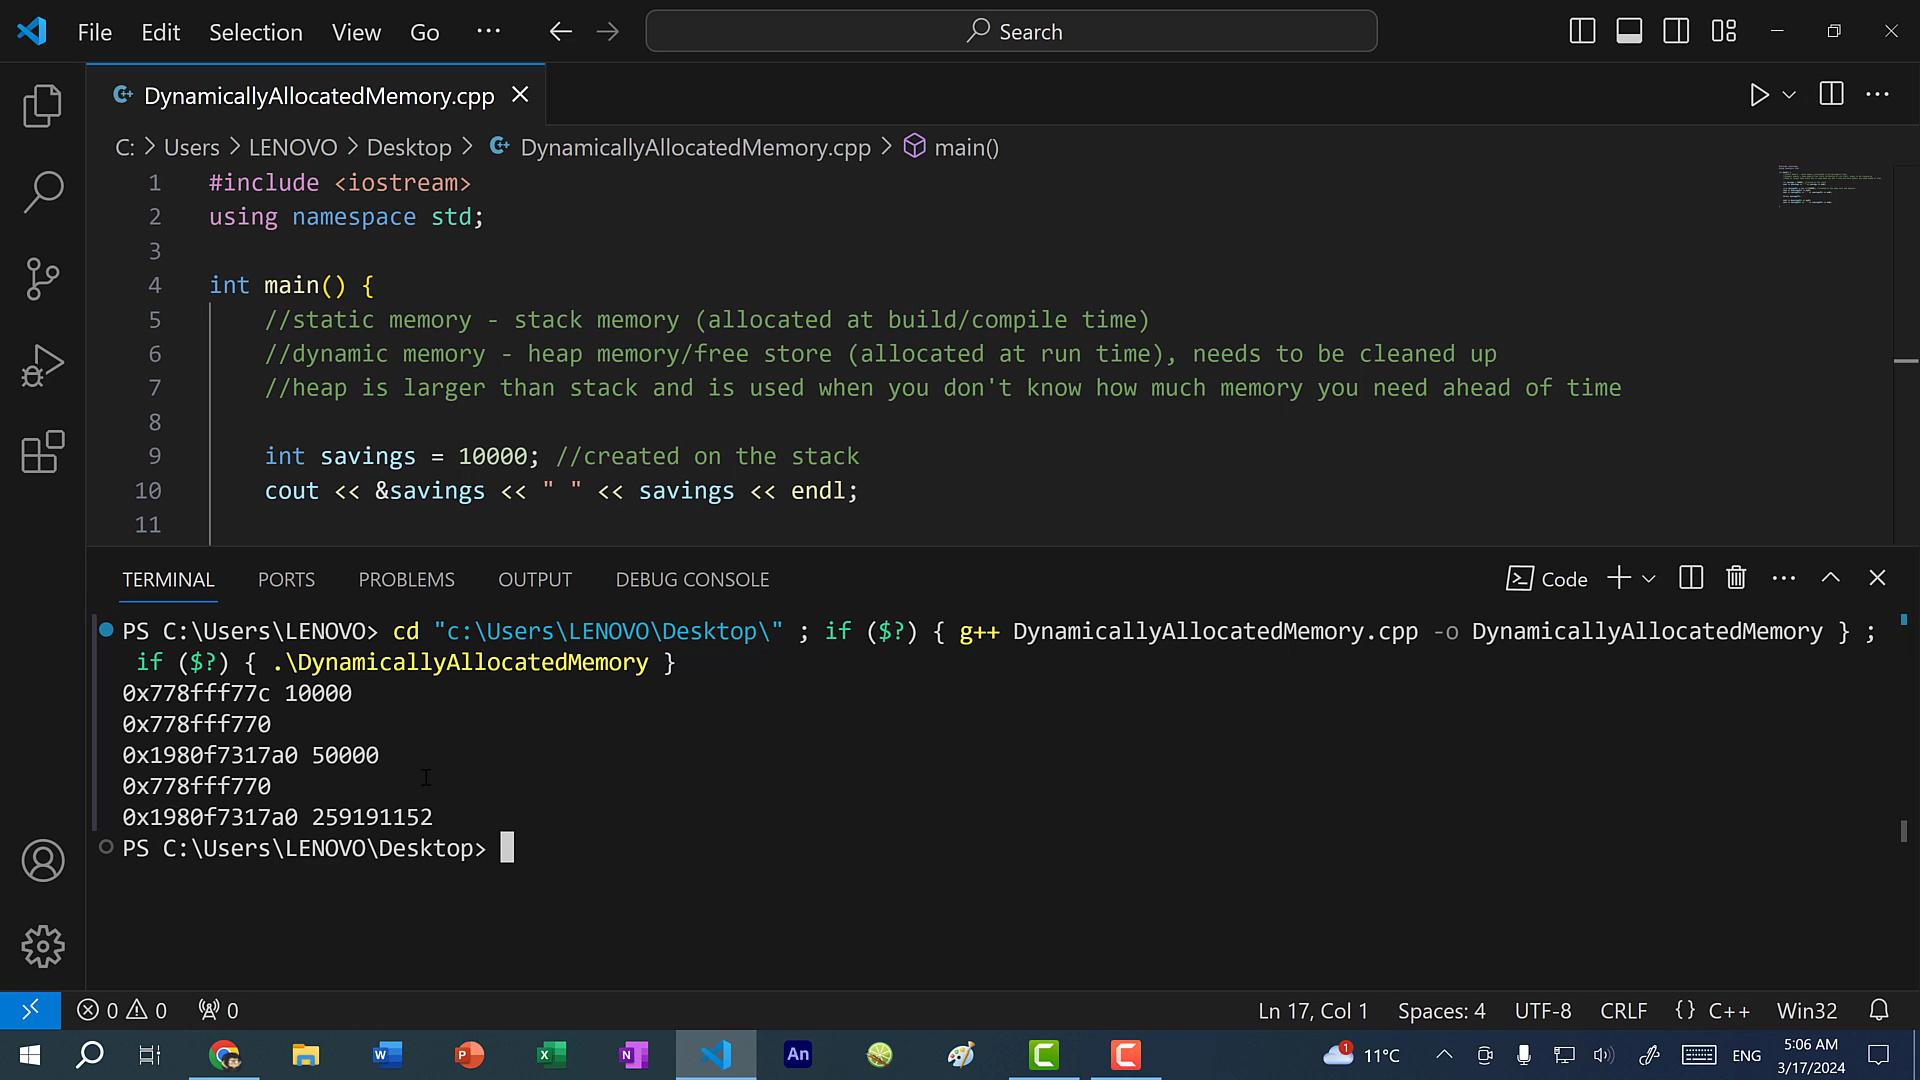 File Edit Selection View Go ··· Search
DynamicallyAllocatedMemory.cpp
C: > Users > LENOVO > Desktop > DynamicallyAllocatedMemory.cpp > main()
1 #include <iostream>
2 using namespace std;
3
4 int main() {
5 //static memory - stack memory (allocated at build/compile time)
6 //dynamic memory - heap memory/free store (allocated at run time), needs to be cleaned up
7 //heap is larger than stack and is used when you don't know how much memory you need ahead of time
8
9 int savings = 10000; //created on the stack
10 cout << &savings << " " << savings << endl;
11
TERMINAL PORTS PROBLEMS OUTPUT DEBUG CONSOLE Code
PS C:\Users\LENOVO> cd "c:\Users\LENOVO\Desktop\" ; if ($?) { g++ DynamicallyAllocatedMemory.cpp -o DynamicallyAllocatedMemory } ;
if ($?) { .\DynamicallyAllocatedMemory }
0x778fff77c 10000
0x778fff770
0x1980f7317a0 50000
0x778fff770
0x1980f7317a0 259191152
PS C:\Users\LENOVO\Desktop>
0 0 0 Ln 17, Col 1 Spaces: 4 UTF-8 CRLF {} C++ Win32
W P X N An 1 11°C ENG 5:06 AM
3/17/2024